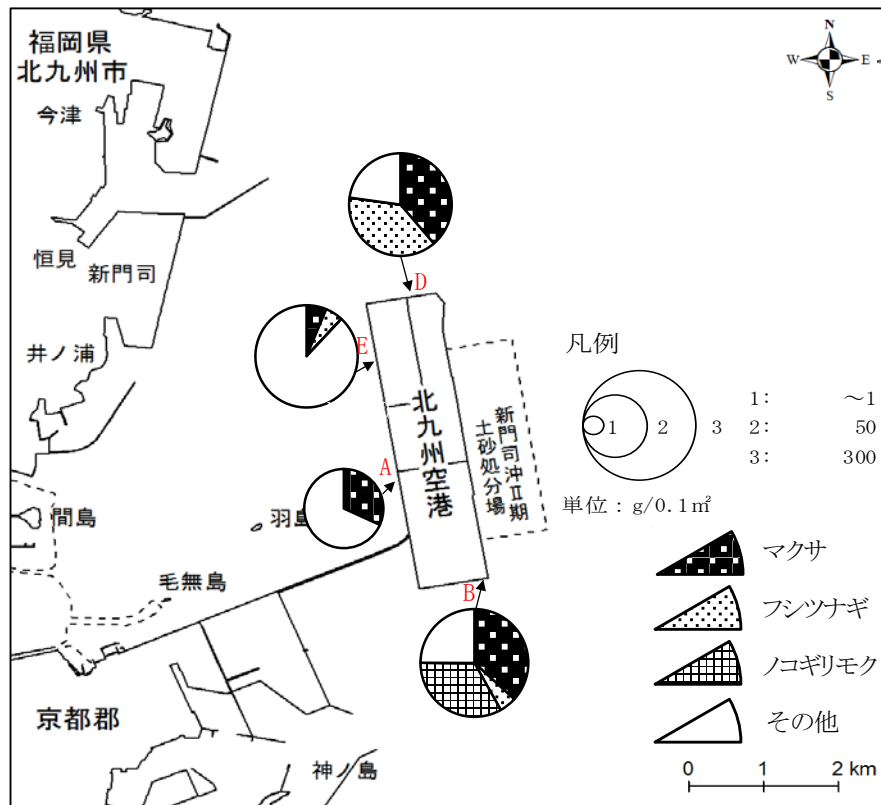 福岡県
北九州市
今津
恒見
新門司
井ノ浦
間島
羽島
毛無島
京都郡
神ノ島
北九州空港
新門司沖Ⅱ期
土砂処分場
N
W
E
S
D
E
A
B
凡例
1
2
3
1: ～1
2: 50
3: 300
単位:g/0.1㎡
マクサ
フシツナギ
ノコギリモク
その他
0 1 2 km